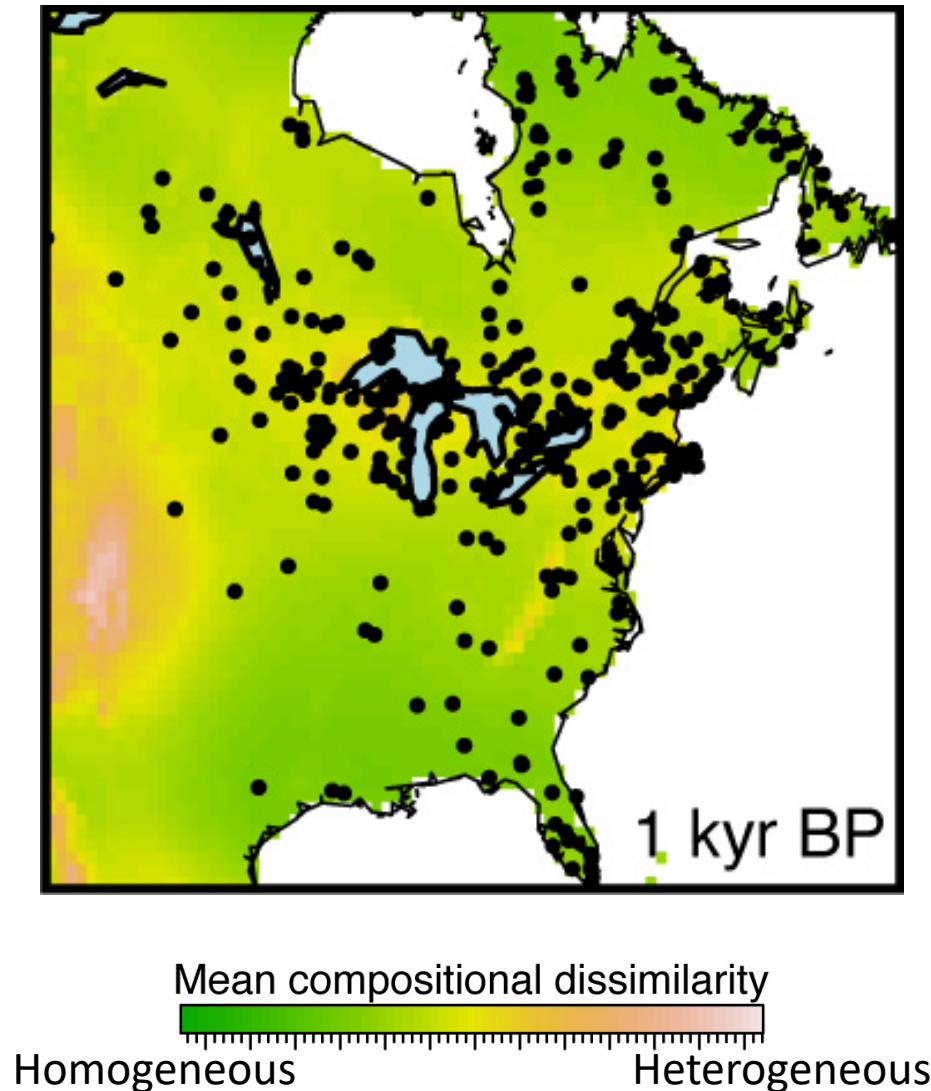 1 kyr BP
Mean compositional dissimilarity
Homogeneous Heterogeneous